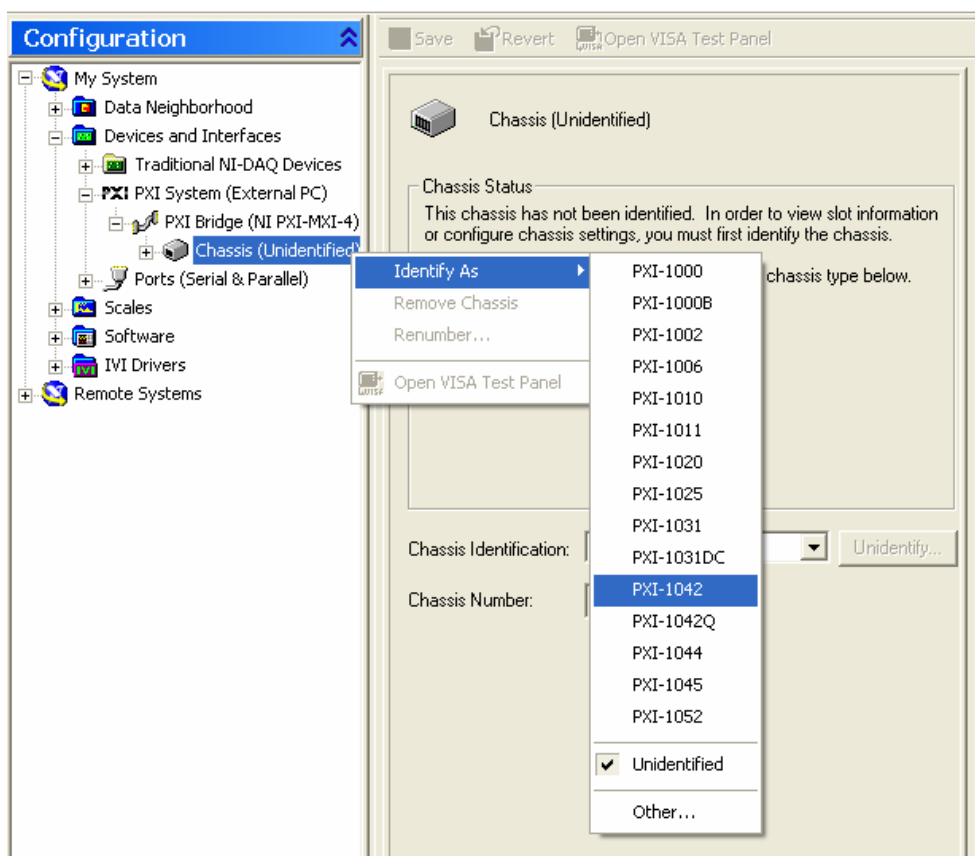 Configuration
My System
Data Neighborhood
Devices and Interfaces
Traditional NI-DAQ Devices
PXI PXI System (External PC)
PXI Bridge (NI PXI-MXI-4)
Chassis (Unidentified)
Ports (Serial & Parallel)
Scales
Software
IVI Drivers
Remote Systems
Save Revert Open VISA Test Panel
Chassis (Unidentified)
Chassis Status
This chassis has not been identified. In order to view slot information
or configure chassis settings, you must first identify the chassis.
chassis type below.
Chassis Identification:
Unidentify...
Chassis Number:
Identify As
Remove Chassis
Renumber...
Open VISA Test Panel
PXI-1000
PXI-1000B
PXI-1002
PXI-1006
PXI-1010
PXI-1011
PXI-1020
PXI-1025
PXI-1031
PXI-1031DC
PXI-1042
PXI-1042Q
PXI-1044
PXI-1045
PXI-1052
Unidentified
Other...